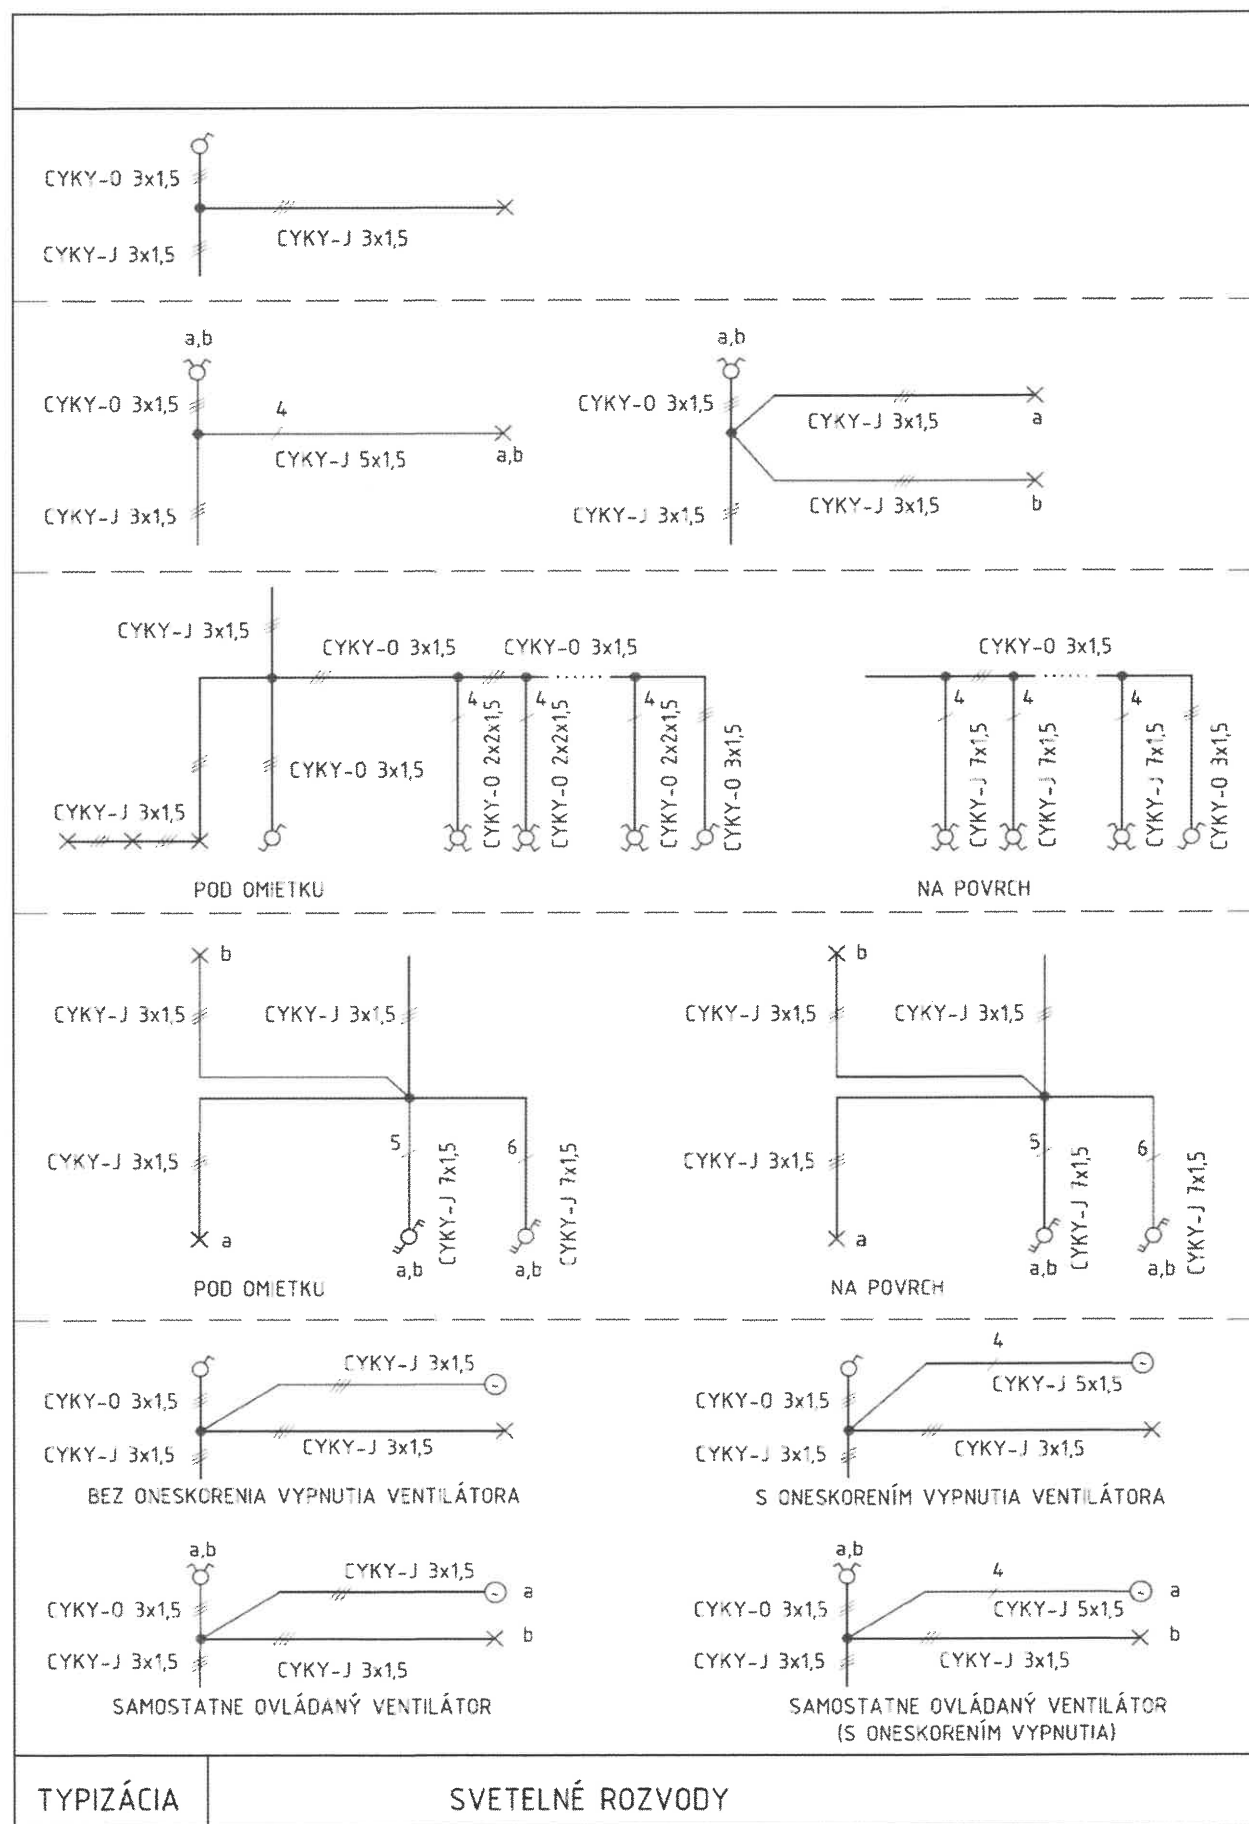 CYKY-O 3x1,5
CYKY-J 3x1,5
CYKY-J 3x1,5
a,b
CYKY-O 3x1,5
4
CYKY-J 5x1,5
a,b
CYKY-J 3x1,5
a,b
CYKY-O 3x1,5
CYKY-J 3x1,5
a
CYKY-J 3x1,5
CYKY-J 3x1,5
b
CYKY-J 3x1,5
CYKY-O 3x1,5
CYKY-O 3x1,5
4
CYKY-O 2x2x1,5
4
CYKY-O 2x2x1,5
4
CYKY-O 2x2x1,5
CYKY-O 3x1,5
CYKY-O 3x1,5
CYKY-J 3x1,5
POD OMIETKU
CYKY-O 3x1,5
4
CYKY-J 7x1,5
4
CYKY-J 7x1,5
4
CYKY-J 7x1,5
CYKY-O 3x1,5
NA POVRCH
b
CYKY-J 3x1,5
CYKY-J 3x1,5
CYKY-J 3x1,5
5
CYKY-J 7x1,5
6
CYKY-J 7x1,5
a
a,b
a,b
POD OMIETKU
b
CYKY-J 3x1,5
CYKY-J 3x1,5
CYKY-J 3x1,5
5
CYKY-J 7x1,5
6
CYKY-J 7x1,5
a
a,b
a,b
NA POVRCH
CYKY-J 3x1,5
CYKY-O 3x1,5
CYKY-J 3x1,5
CYKY-J 3x1,5
BEZ ONESKORENIA VYPNUTIA VENTILÁTORA
4
CYKY-J 5x1,5
CYKY-O 3x1,5
CYKY-J 3x1,5
CYKY-J 3x1,5
S ONESKORENÍM VYPNUTIA VENTILÁTORA
a,b
CYKY-J 3x1,5
a
CYKY-O 3x1,5
b
CYKY-J 3x1,5
CYKY-J 3x1,5
SAMOSTATNE OVLÁDANÝ VENTILÁTOR
a,b
4
a
CYKY-O 3x1,5
CYKY-J 5x1,5
b
CYKY-J 3x1,5
CYKY-J 3x1,5
SAMOSTATNE OVLÁDANÝ VENTILÁTOR
(S ONESKORENÍM VYPNUTIA)
TYPIZÁCIA
SVETELNÉ ROZVODY